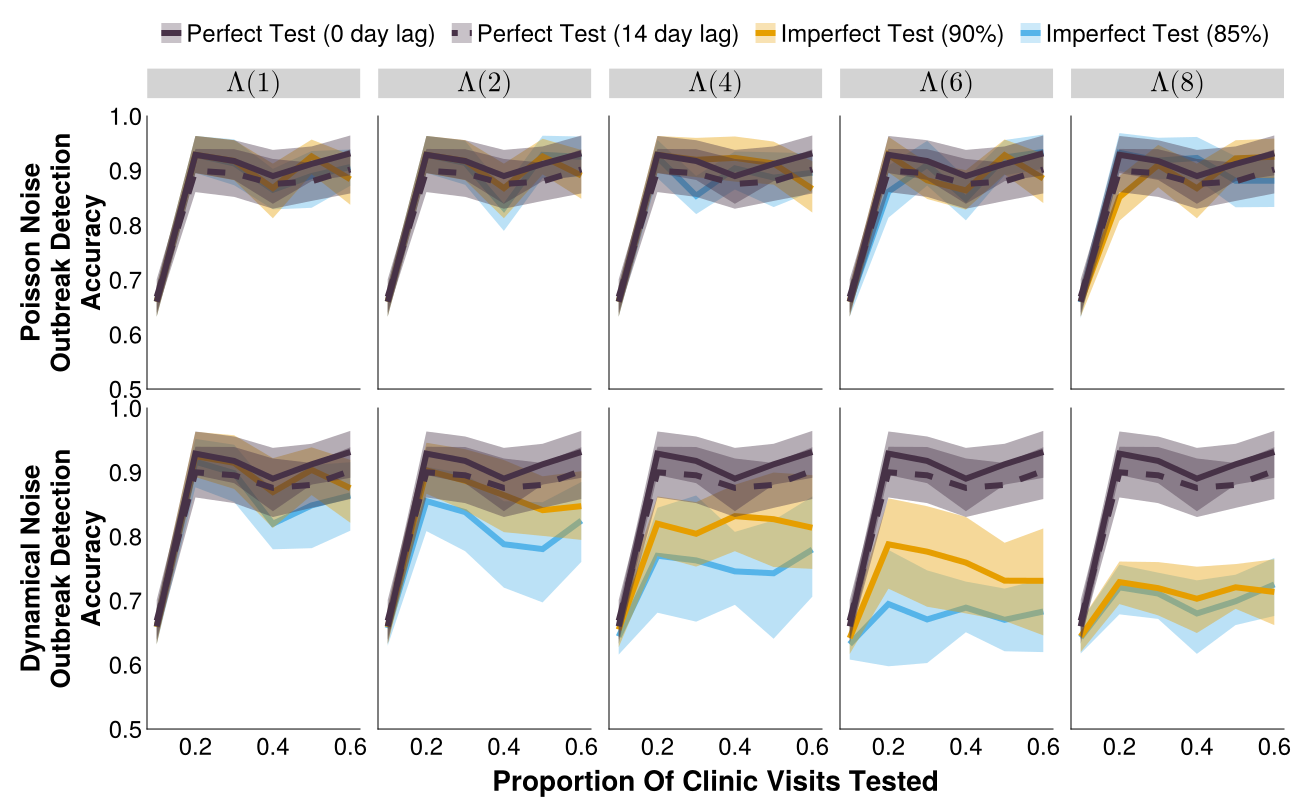 Perfect Test (0 day lag) Perfect Test (14 day lag) Imperfect Test (90%) Imperfect Test (85%)
Λ(1) Λ(2) Λ(4) Λ(6) Λ(8)
Poisson Noise
Outbreak Detection
Accuracy
1.0
0.9
0.8
0.7
0.6
0.5
Dynamical Noise
Outbreak Detection
Accuracy
1.0
0.9
0.8
0.7
0.6
0.5
0.2 0.4 0.6 0.2 0.4 0.6 0.2 0.4 0.6 0.2 0.4 0.6 0.2 0.4 0.6
Proportion Of Clinic Visits Tested